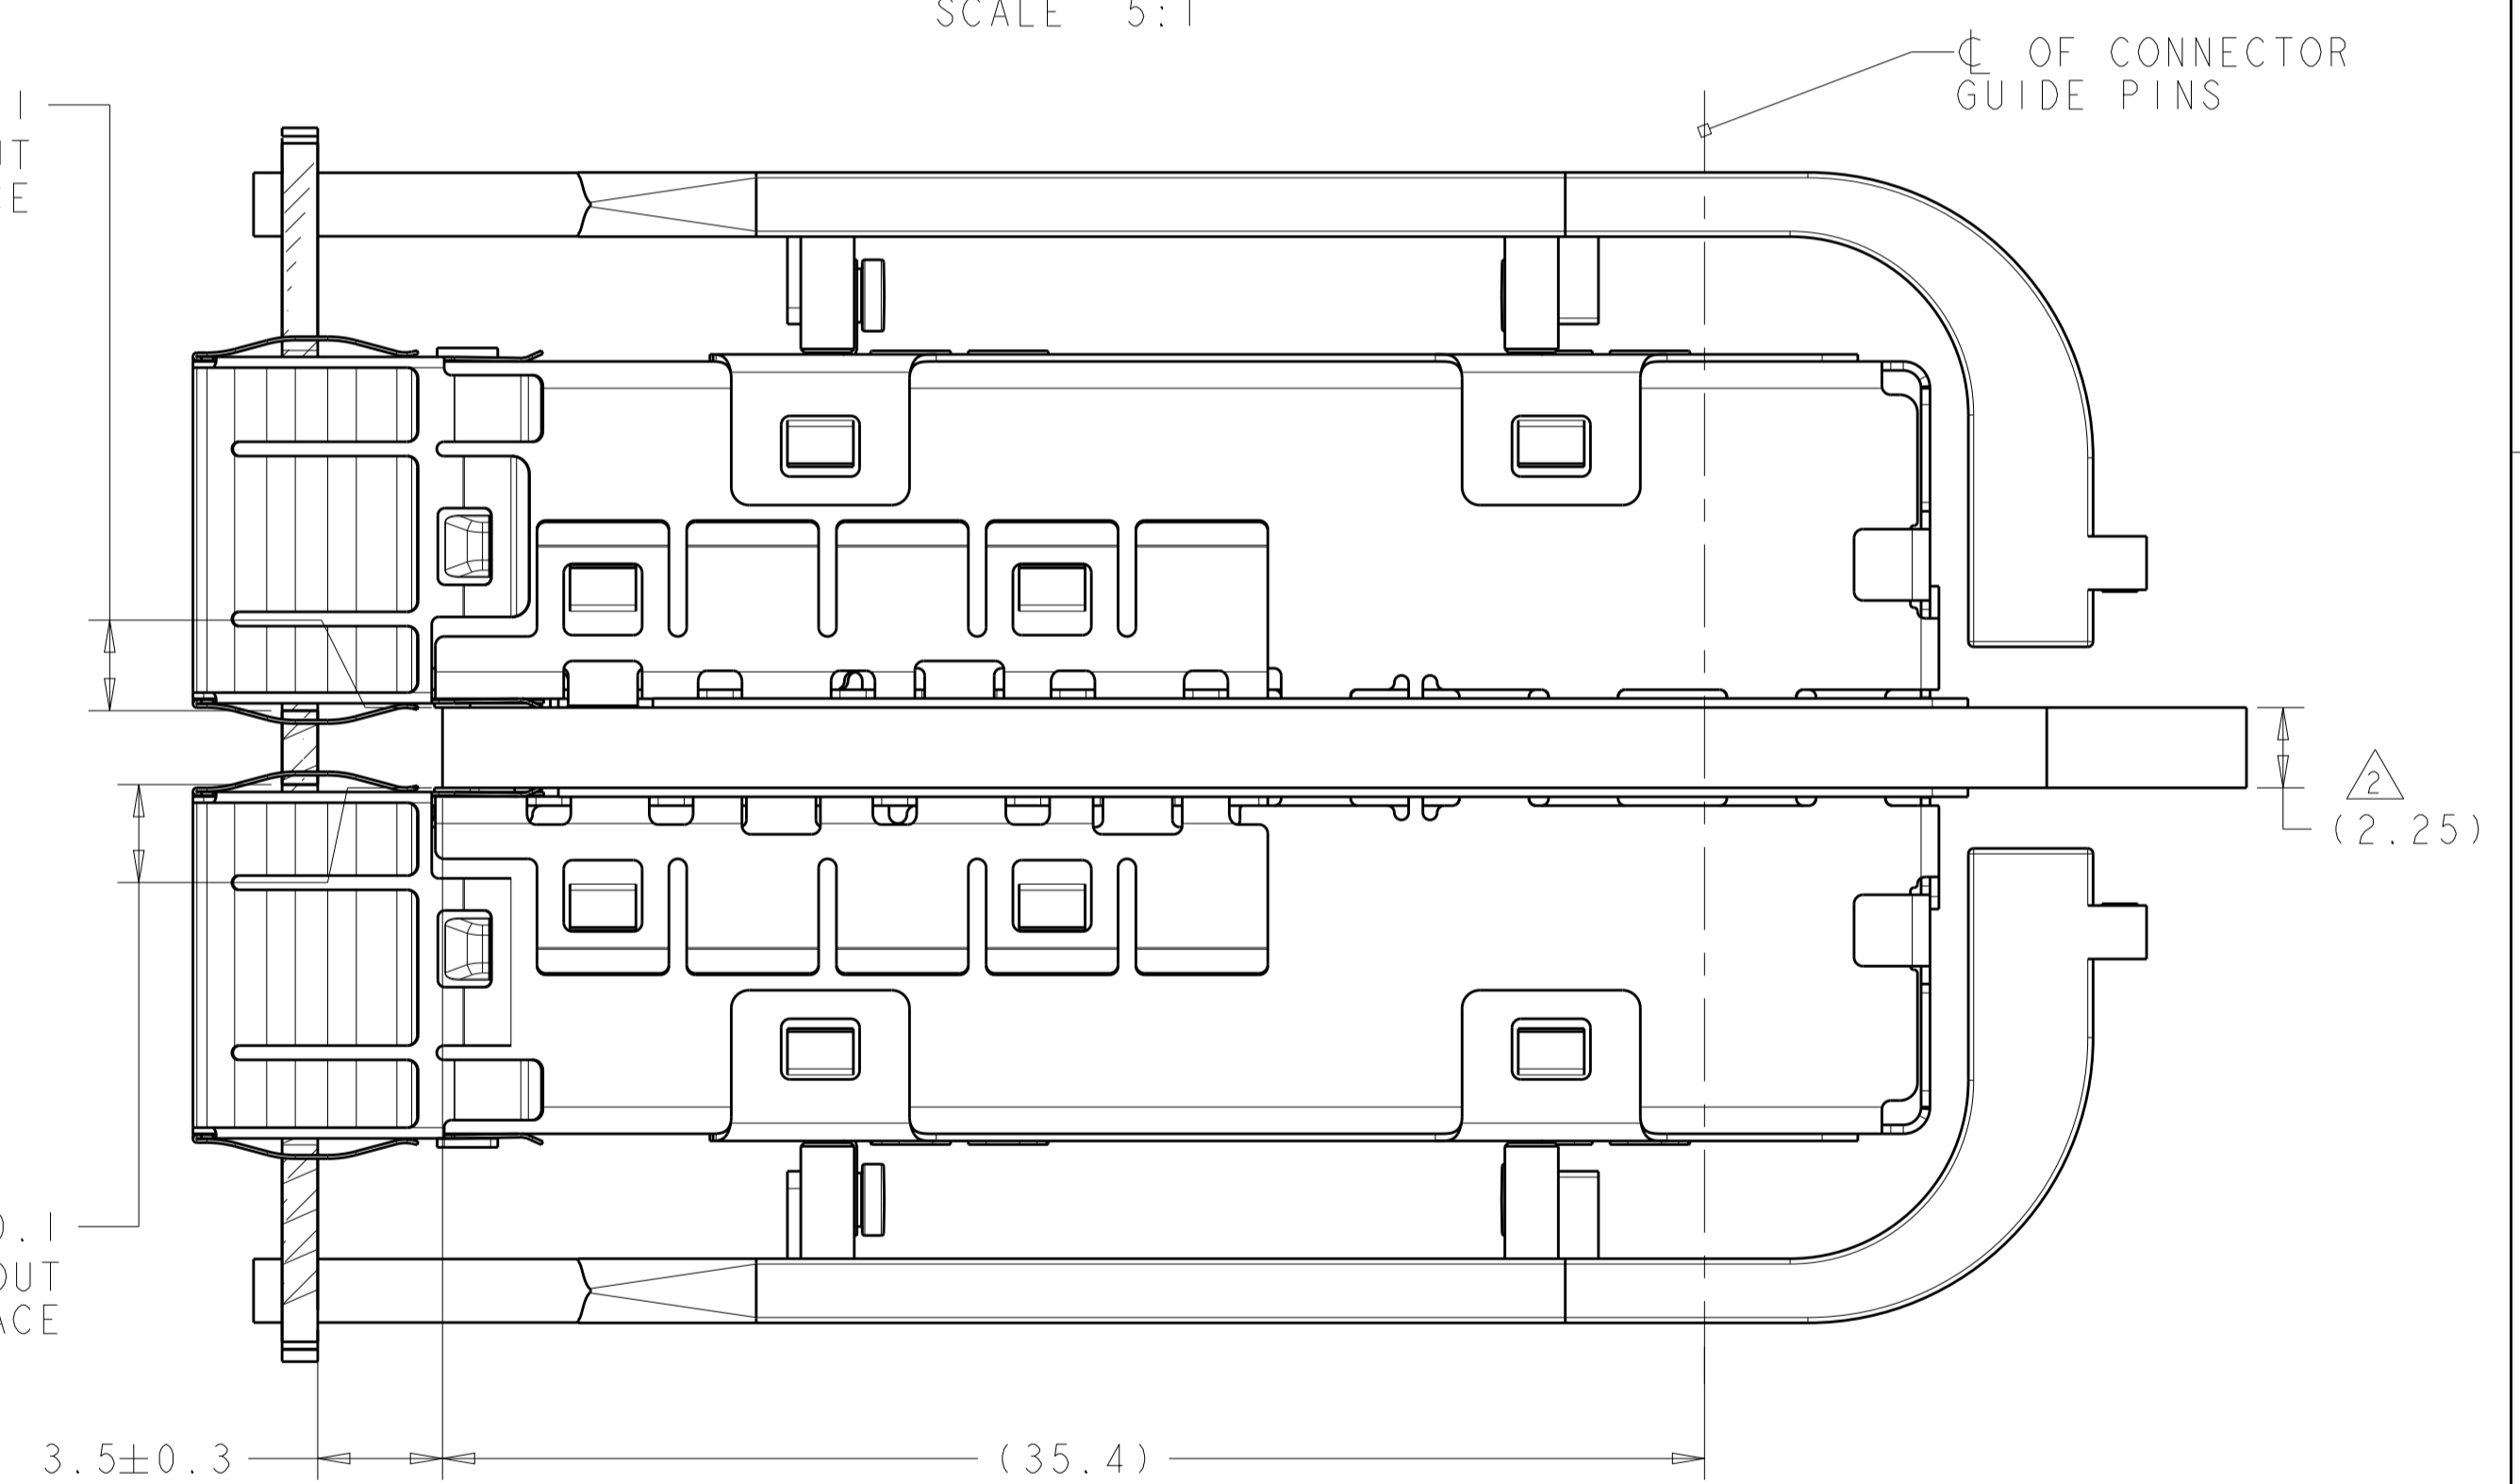 SCALE 5:1
℄ OF CONNECTOR
GUIDE PINS
2
(2.25)
3.5±0.3
(35.4)